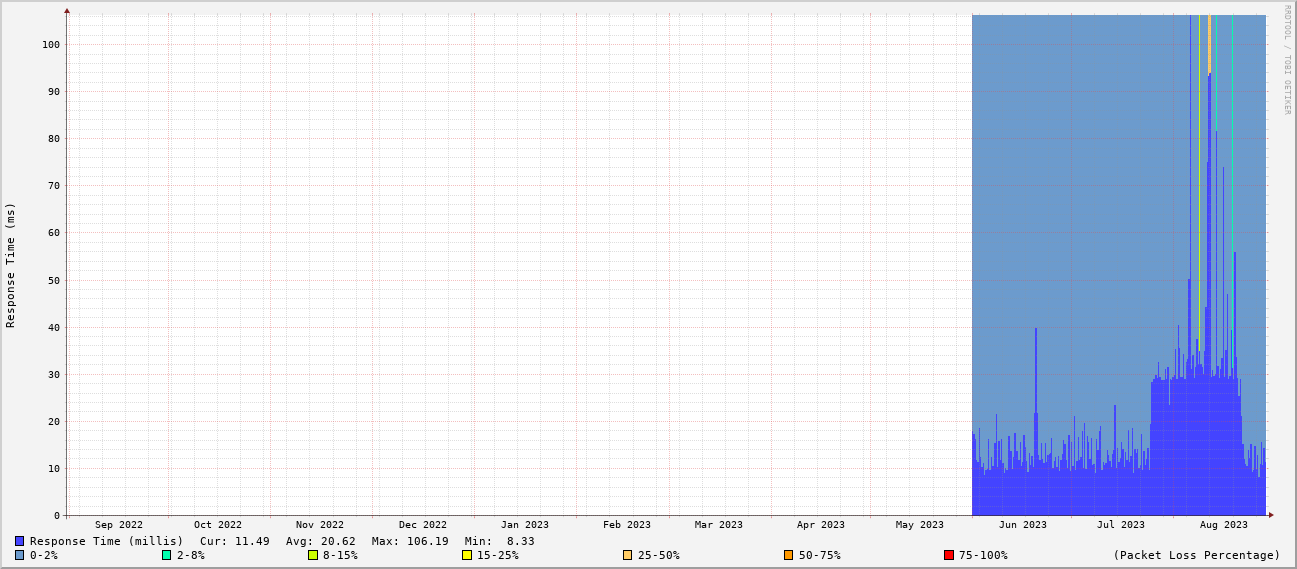 RRDTOOL / TOBI OETIKER
Response Time (ms)
100
90
80
70
60
50
40
30
20
10
0
Sep 2022 Oct 2022 Nov 2022 Dec 2022 Jan 2023 Feb 2023 Mar 2023 Apr 2023 May 2023 Jun 2023 Jul 2023 Aug 2023
Response Time (millis) Cur: 11.49 Avg: 20.62 Max: 106.19 Min: 8.33
0-2% 2-8% 8-15% 15-25% 25-50% 50-75% 75-100% (Packet Loss Percentage)